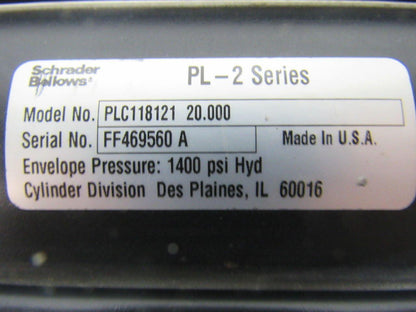 Schrader
Bellows
PL-2 Series
Model No. PLC118121 20.000
Serial No. FF469560 A
Made In U.S.A.
Envelope Pressure: 1400 psi Hyd
Cylinder Division Des Plaines, IL 60016